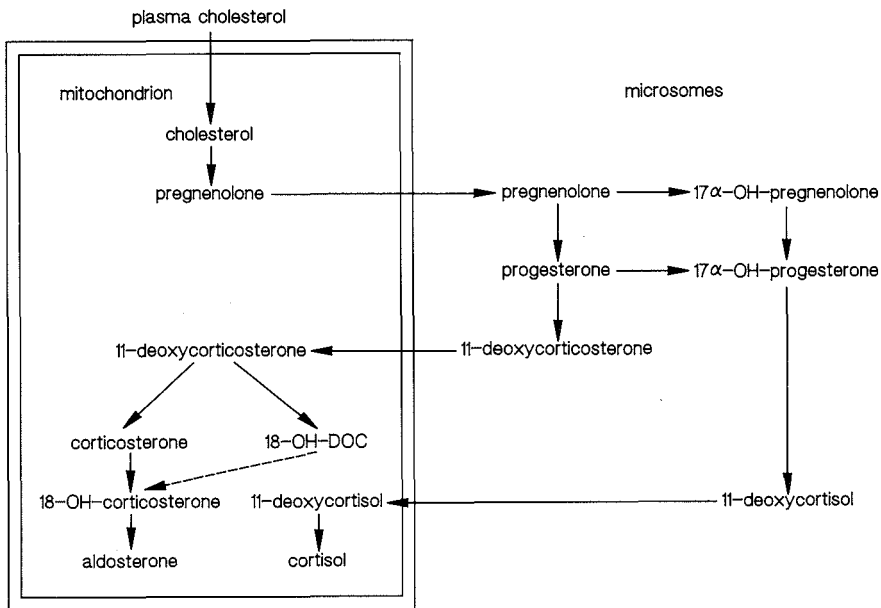 plasma cholesterol
mitochondrion
microsomes
cholesterol
pregnenolone
pregnenolone
17α-OH-pregnenolone
progesterone
17α-OH-progesterone
11-deoxycorticosterone
11-deoxycorticosterone
corticosterone
18-OH-DOC
18-OH-corticosterone
11-deoxycortisol
11-deoxycortisol
aldosterone
cortisol